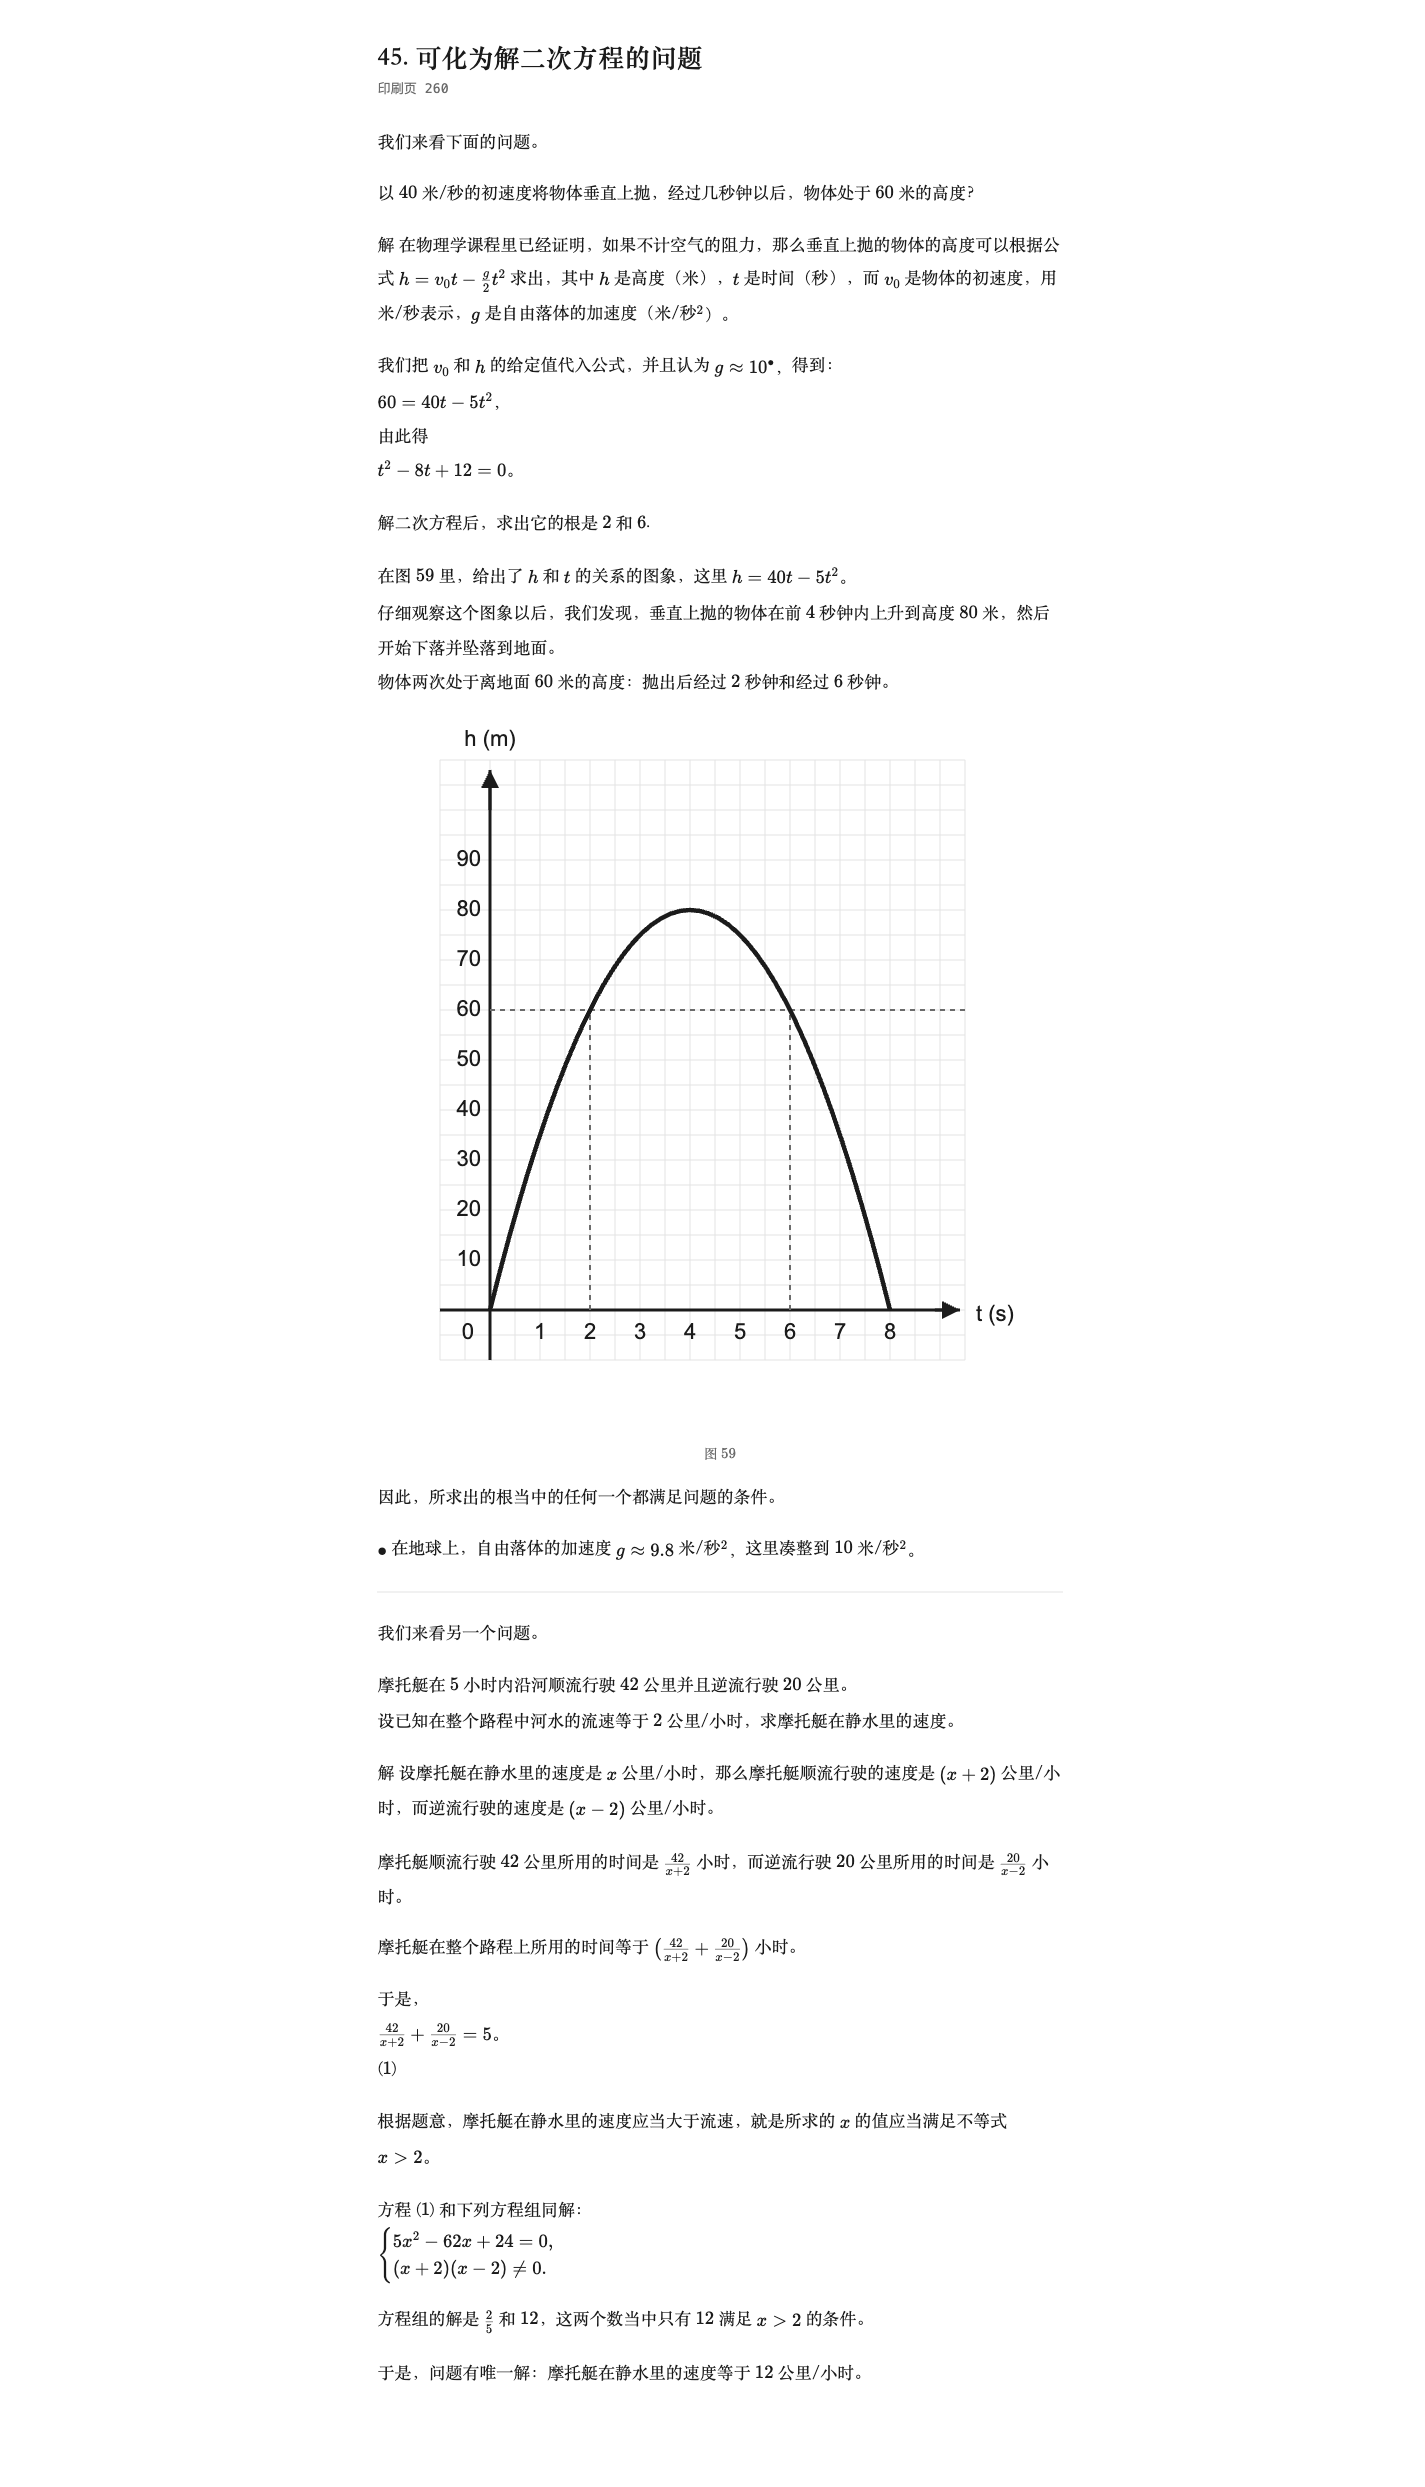 45. 可化为解二次方程的问题
印刷页 260
我们来看下面的问题。
以 40 米/秒的初速度将物体垂直上抛，经过几秒钟以后，物体处于 60 米的高度？
解 在物理学课程里已经证明，如果不计空气的阻力，那么垂直上抛的物体的高度可以根据公
式 h = v₀t − g/2 t² 求出，其中 h 是高度（米），t 是时间（秒），而 v₀ 是物体的初速度，用
米/秒表示，g 是自由落体的加速度（米/秒²）。
我们把 v₀ 和 h 的给定值代入公式，并且认为 g ≈ 10•，得到：
60 = 40t − 5t²，
由此得
t² − 8t + 12 = 0。
解二次方程后，求出它的根是 2 和 6.
在图 59 里，给出了 h 和 t 的关系的图象，这里 h = 40t − 5t²。
仔细观察这个图象以后，我们发现，垂直上抛的物体在前 4 秒钟内上升到高度 80 米，然后
开始下落并坠落到地面。
物体两次处于离地面 60 米的高度：抛出后经过 2 秒钟和经过 6 秒钟。
h (m)
90
80
70
60
50
40
30
20
10
t (s)
0 1 2 3 4 5 6 7 8
图 59
因此，所求出的根当中的任何一个都满足问题的条件。
• 在地球上，自由落体的加速度 g ≈ 9.8 米/秒²，这里凑整到 10 米/秒²。
我们来看另一个问题。
摩托艇在 5 小时内沿河顺流行驶 42 公里并且逆流行驶 20 公里。
设已知在整个路程中河水的流速等于 2 公里/小时，求摩托艇在静水里的速度。
解 设摩托艇在静水里的速度是 x 公里/小时，那么摩托艇顺流行驶的速度是 (x + 2) 公里/小
时，而逆流行驶的速度是 (x − 2) 公里/小时。
摩托艇顺流行驶 42 公里所用的时间是 42/(x+2) 小时，而逆流行驶 20 公里所用的时间是 20/(x−2) 小
时。
摩托艇在整个路程上所用的时间等于 (42/(x+2) + 20/(x−2)) 小时。
于是，
42/(x+2) + 20/(x−2) = 5。
(1)
根据题意，摩托艇在静水里的速度应当大于流速，就是所求的 x 的值应当满足不等式
x > 2。
方程 (1) 和下列方程组同解：
5x² − 62x + 24 = 0,
(x + 2)(x − 2) ≠ 0.
方程组的解是 2/5 和 12，这两个数当中只有 12 满足 x > 2 的条件。
于是，问题有唯一解：摩托艇在静水里的速度等于 12 公里/小时。